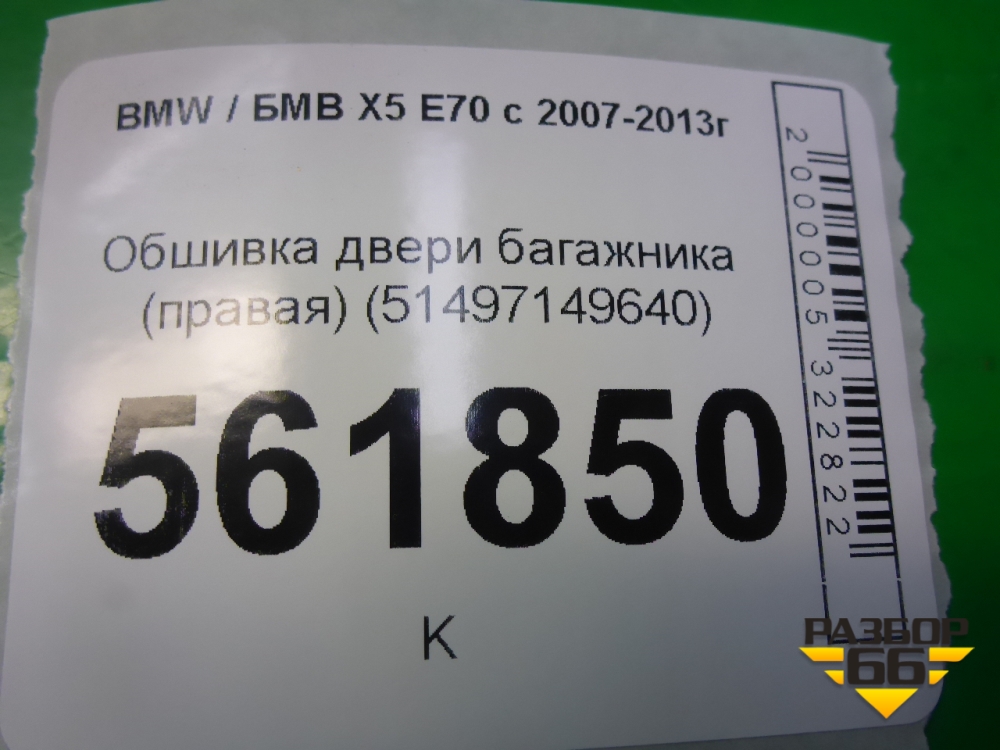 BMW / БМВ X5 E70 с 2007-2013г
Обшивка двери багажника
(правая) (51497149640)
561850
К
2000005322822
РАЗБОР
66